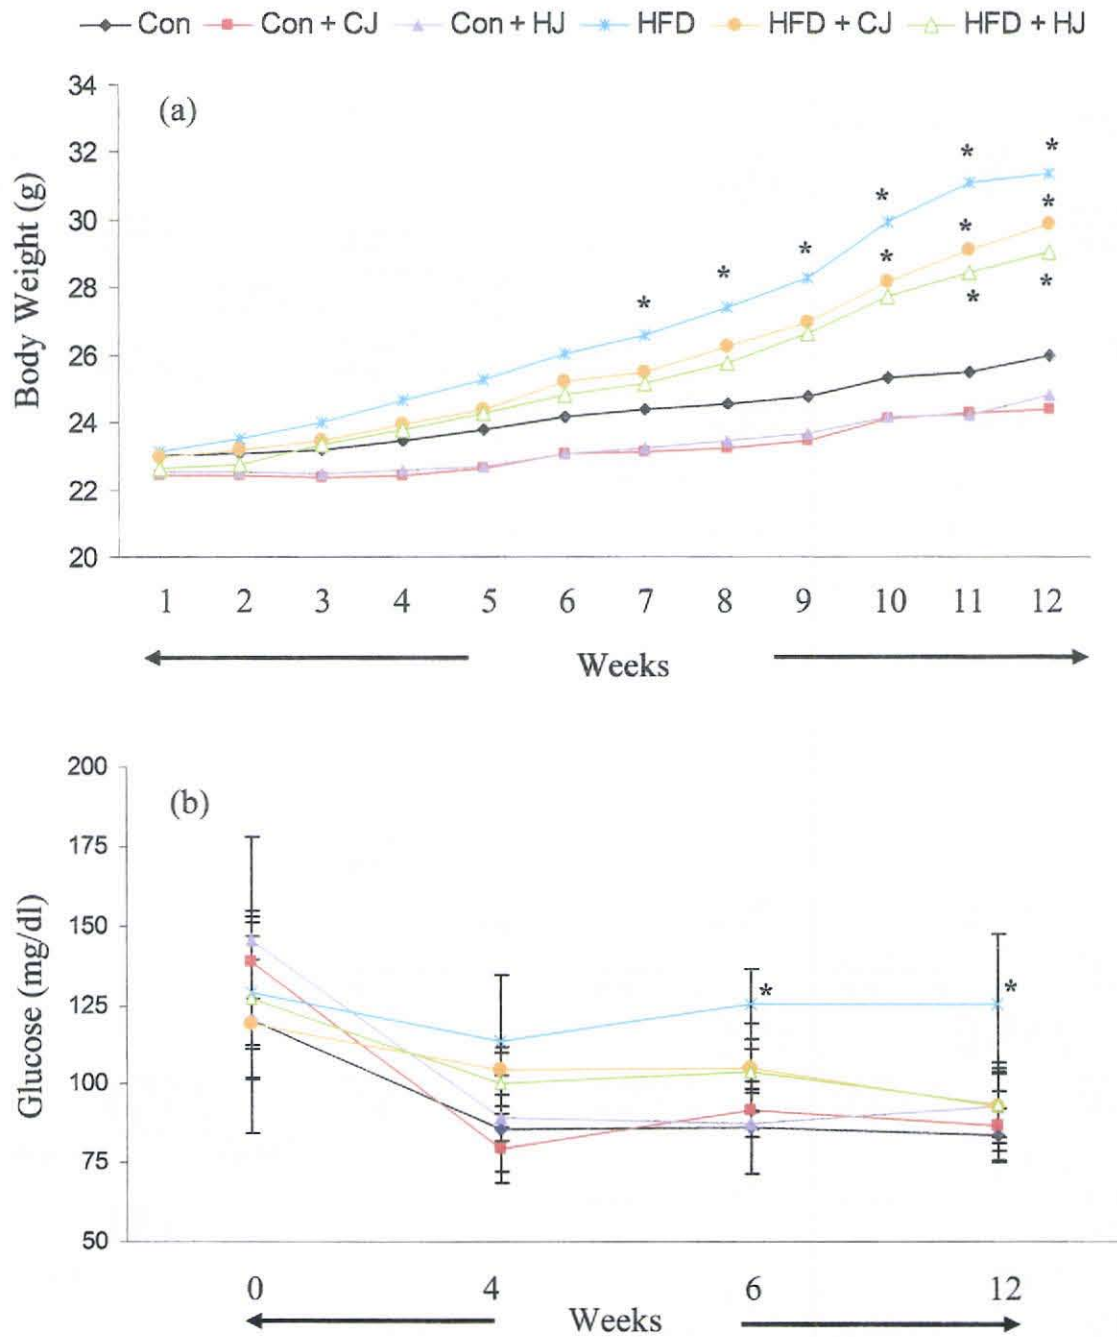 Con Con + CJ Con + HJ HFD HFD + CJ HFD + HJ
(a)
Body Weight (g)
34
32
30
28
26
24
22
20
* * * * * * * * * * *
1 2 3 4 5 6 7 8 9 10 11 12
Weeks
(b)
Glucose (mg/dl)
200
175
150
125
100
75
50
* *
0 4 6 12
Weeks